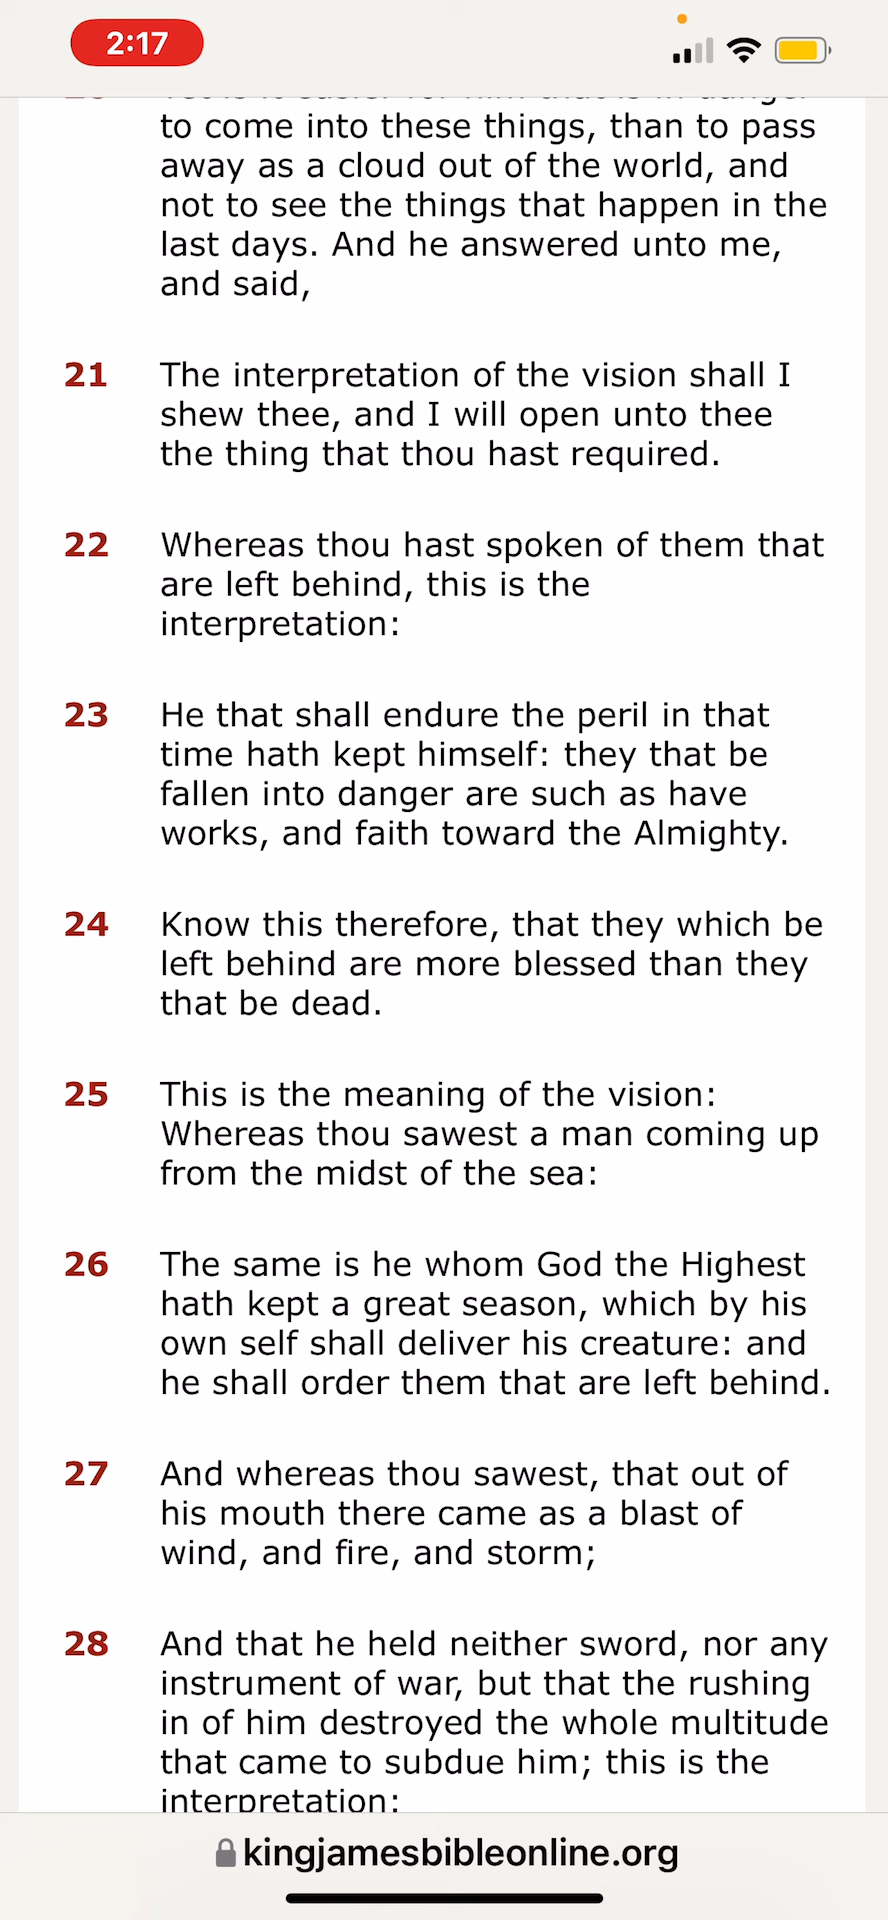 2:17
to come into these things, than to pass
away as a cloud out of the world, and
not to see the things that happen in the
last days. And he answered unto me,
and said,
21 The interpretation of the vision shall I
shew thee, and I will open unto thee
the thing that thou hast required.
22 Whereas thou hast spoken of them that
are left behind, this is the
interpretation:
23 He that shall endure the peril in that
time hath kept himself: they that be
fallen into danger are such as have
works, and faith toward the Almighty.
24 Know this therefore, that they which be
left behind are more blessed than they
that be dead.
25 This is the meaning of the vision:
Whereas thou sawest a man coming up
from the midst of the sea:
26 The same is he whom God the Highest
hath kept a great season, which by his
own self shall deliver his creature: and
he shall order them that are left behind.
27 And whereas thou sawest, that out of
his mouth there came as a blast of
wind, and fire, and storm;
28 And that he held neither sword, nor any
instrument of war, but that the rushing
in of him destroyed the whole multitude
that came to subdue him; this is the
interpretation:
kingjamesbibleonline.org